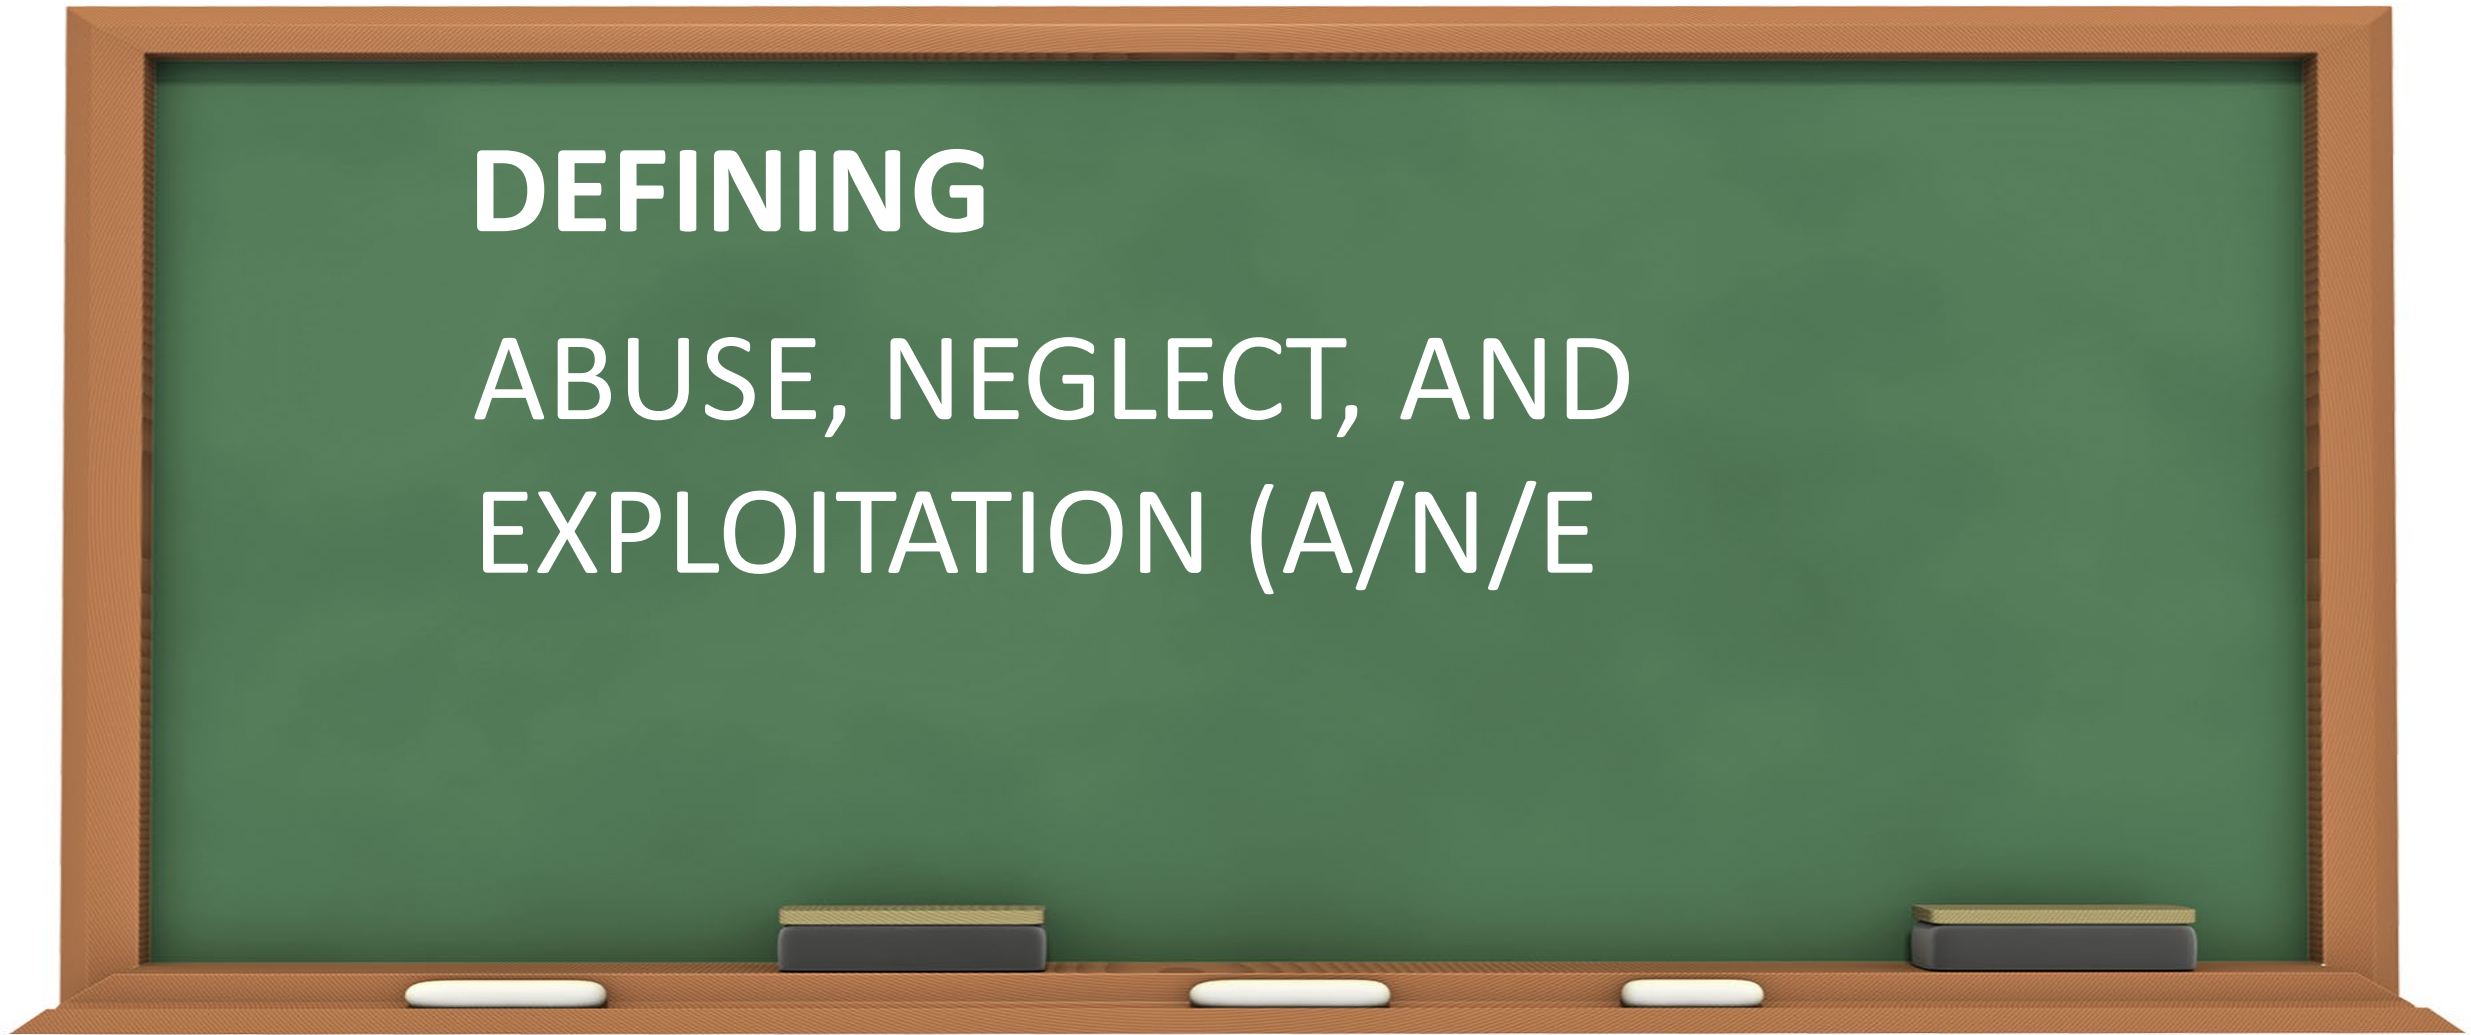 DEFINING
ABUSE, NEGLECT, AND
EXPLOITATION (A/N/E